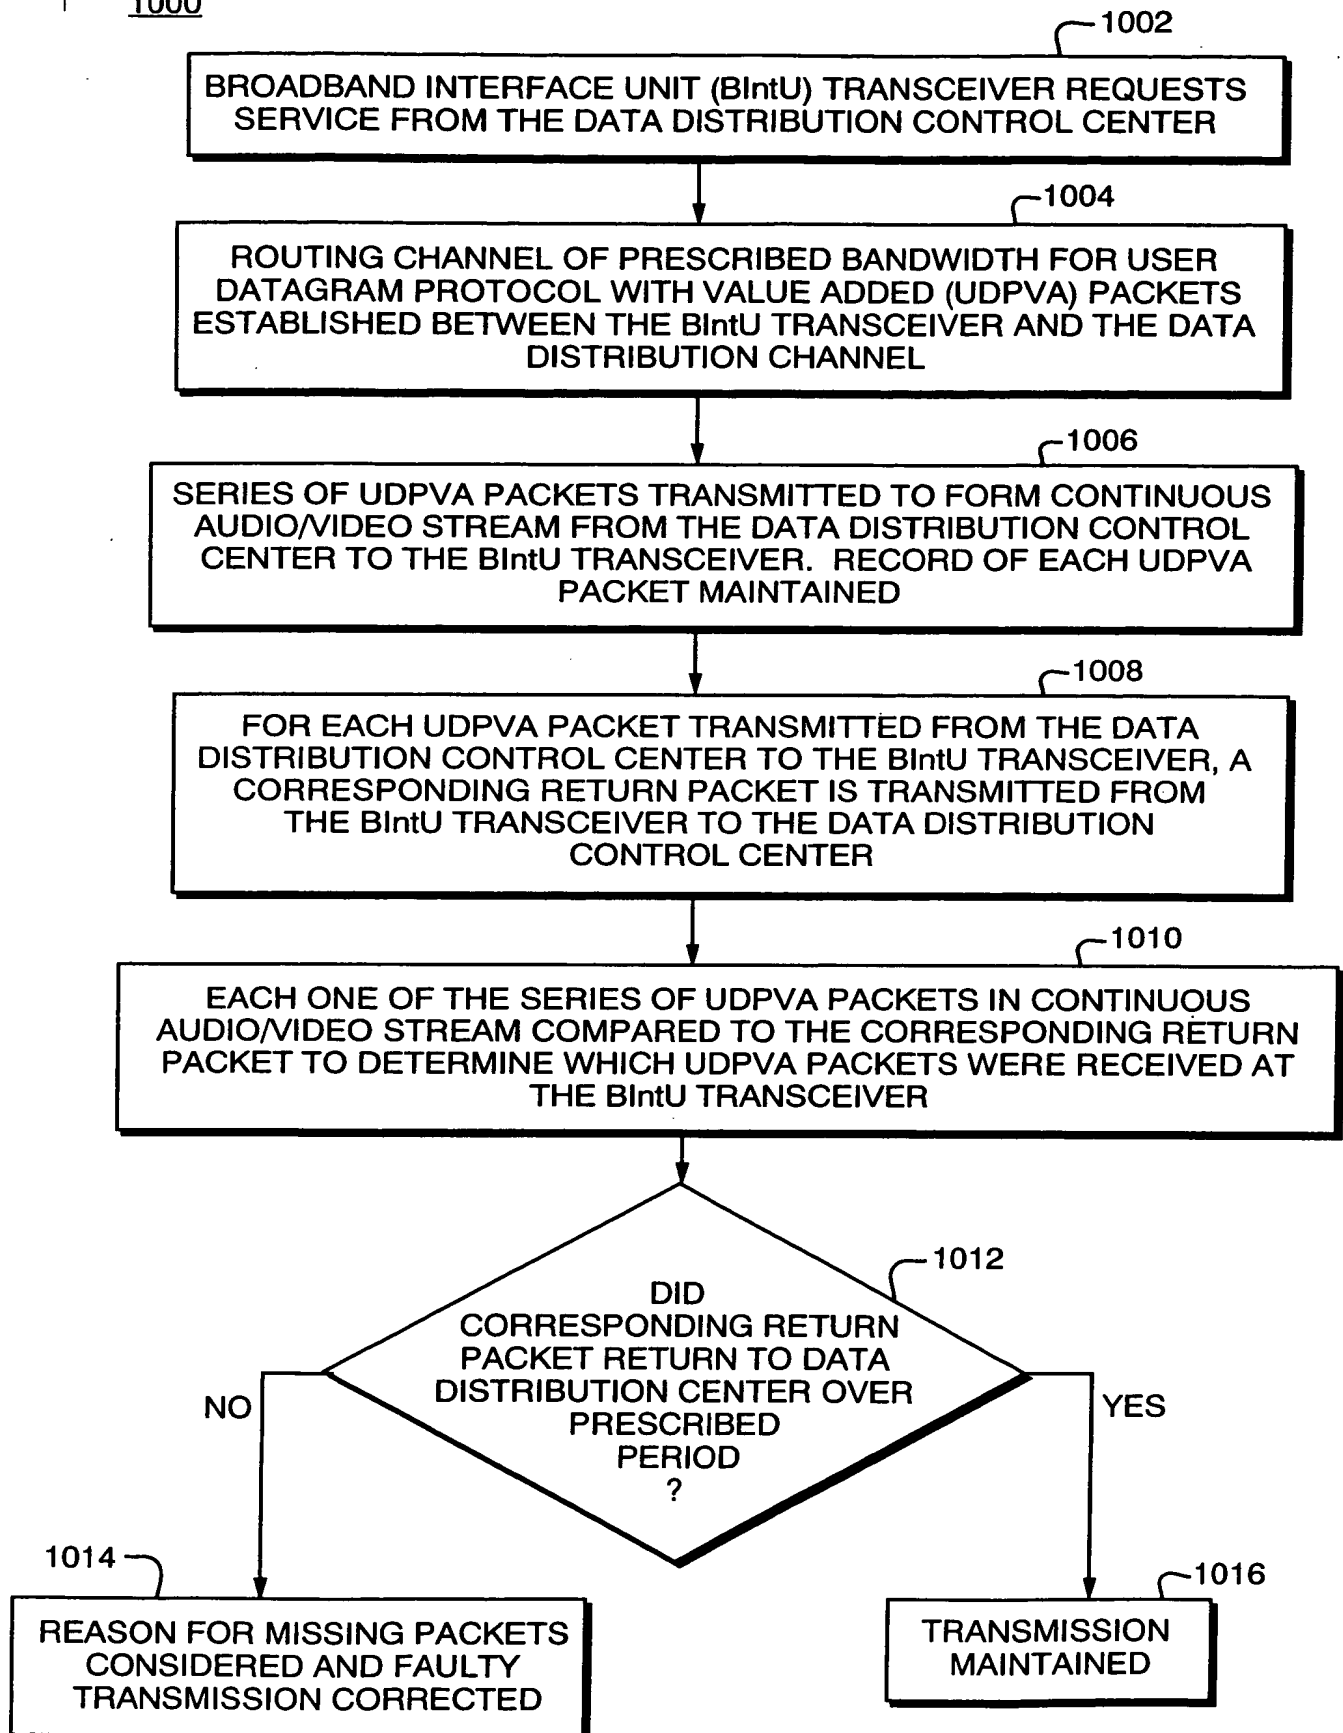 1000
1002
BROADBAND INTERFACE UNIT (BIntU) TRANSCEIVER REQUESTS
SERVICE FROM THE DATA DISTRIBUTION CONTROL CENTER
1004
ROUTING CHANNEL OF PRESCRIBED BANDWIDTH FOR USER
DATAGRAM PROTOCOL WITH VALUE ADDED (UDPVA) PACKETS
ESTABLISHED BETWEEN THE BIntU TRANSCEIVER AND THE DATA
DISTRIBUTION CHANNEL
1006
SERIES OF UDPVA PACKETS TRANSMITTED TO FORM CONTINUOUS
AUDIO/VIDEO STREAM FROM THE DATA DISTRIBUTION CONTROL
CENTER TO THE BIntU TRANSCEIVER. RECORD OF EACH UDPVA
PACKET MAINTAINED
1008
FOR EACH UDPVA PACKET TRANSMITTED FROM THE DATA
DISTRIBUTION CONTROL CENTER TO THE BIntU TRANSCEIVER, A
CORRESPONDING RETURN PACKET IS TRANSMITTED FROM
THE BIntU TRANSCEIVER TO THE DATA DISTRIBUTION
CONTROL CENTER
1010
EACH ONE OF THE SERIES OF UDPVA PACKETS IN CONTINUOUS
AUDIO/VIDEO STREAM COMPARED TO THE CORRESPONDING RETURN
PACKET TO DETERMINE WHICH UDPVA PACKETS WERE RECEIVED AT
THE BIntU TRANSCEIVER
1012
DID
CORRESPONDING RETURN
PACKET RETURN TO DATA
DISTRIBUTION CENTER OVER
PRESCRIBED
PERIOD
?
NO
YES
1014
REASON FOR MISSING PACKETS
CONSIDERED AND FAULTY
TRANSMISSION CORRECTED
1016
TRANSMISSION
MAINTAINED